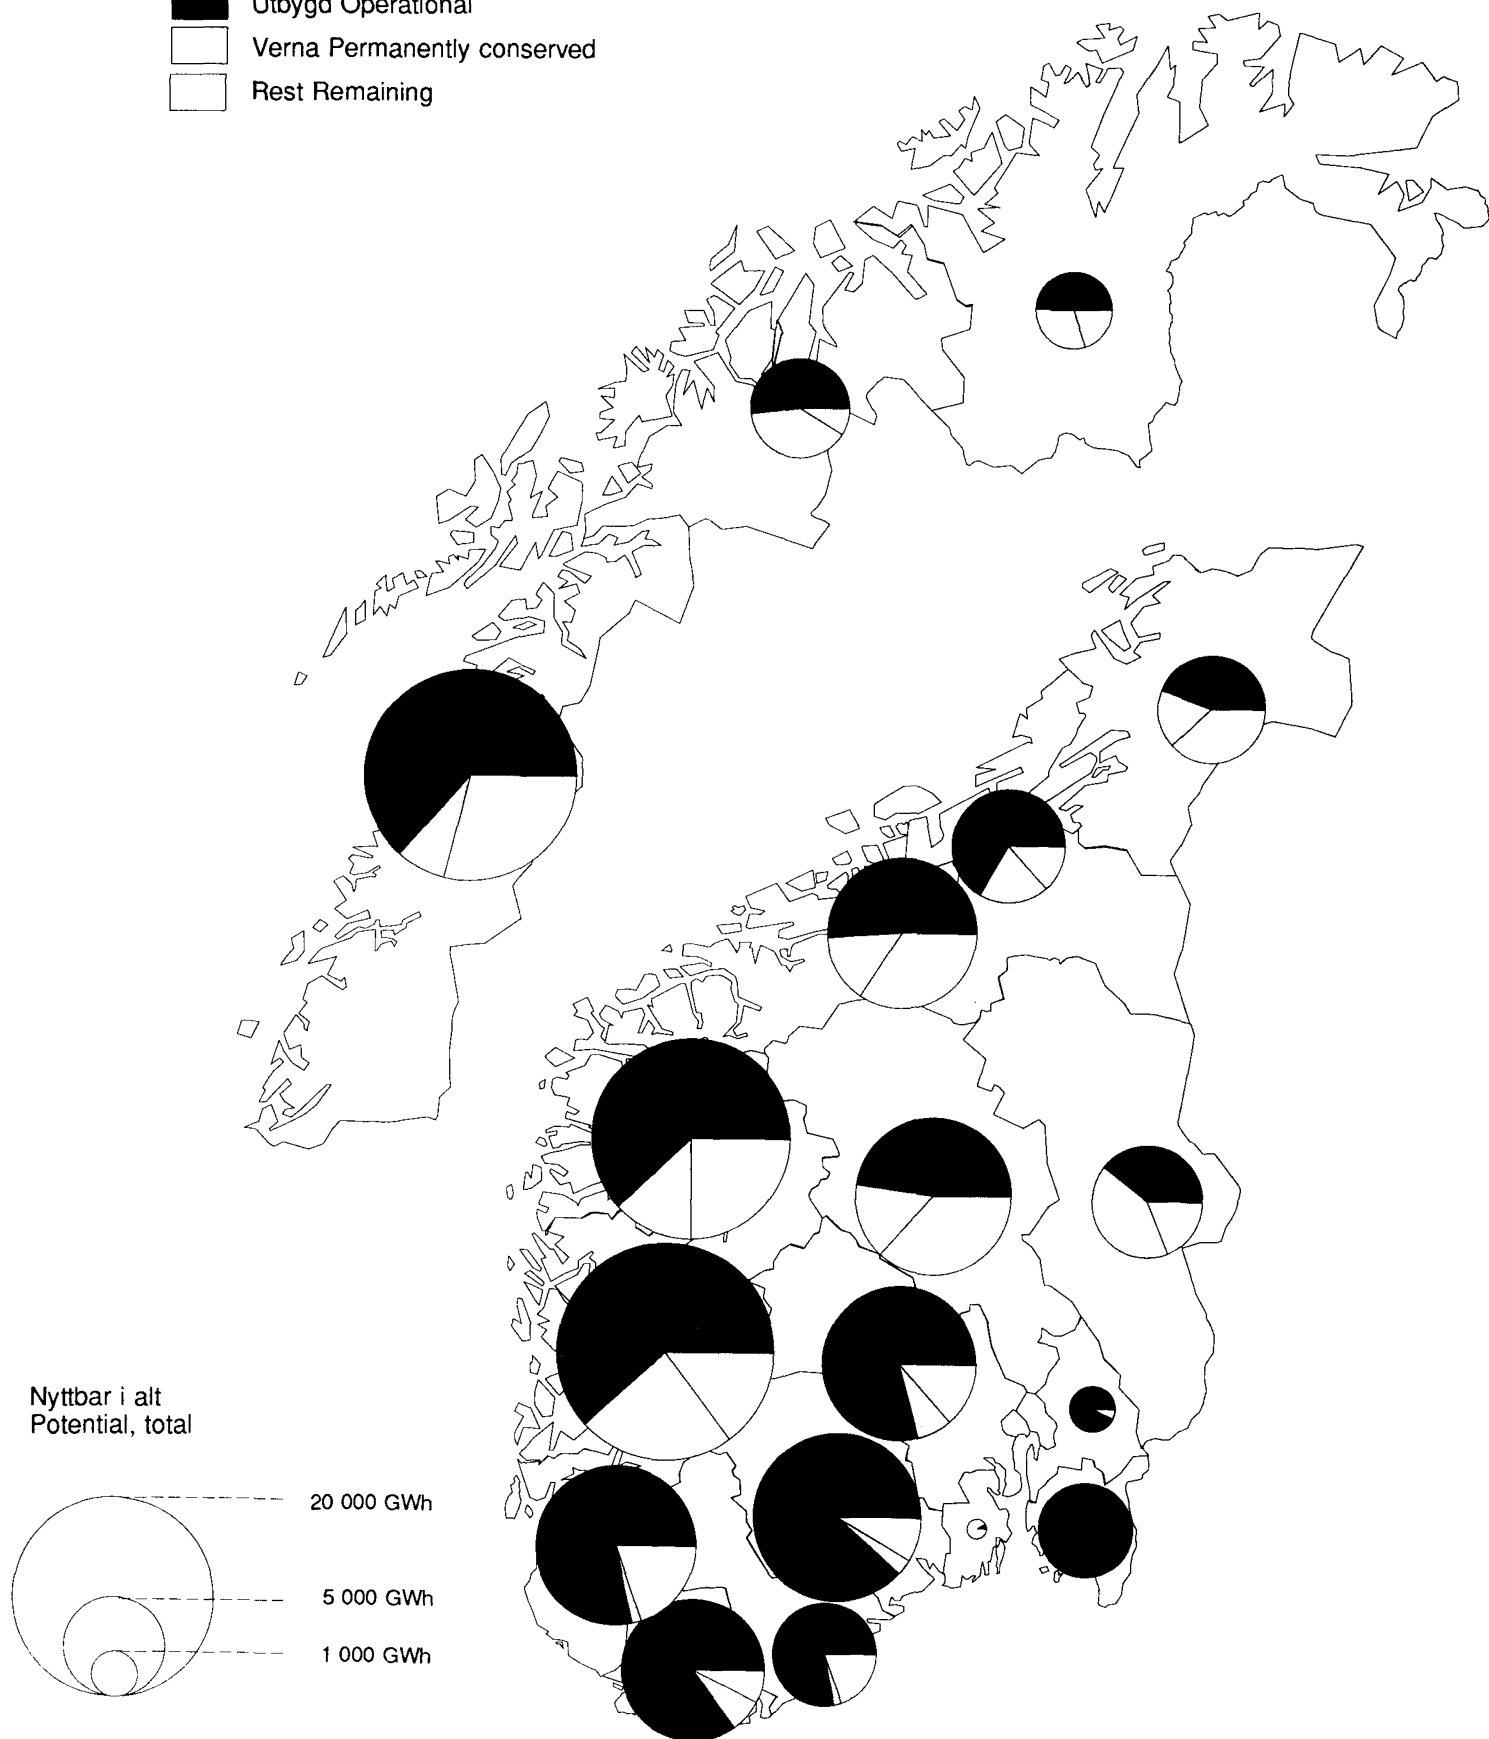 Utbygd Operational
Verna Permanently conserved
Rest Remaining
Nyttbar i alt
Potential, total
20 000 GWh
5 000 GWh
1 000 GWh